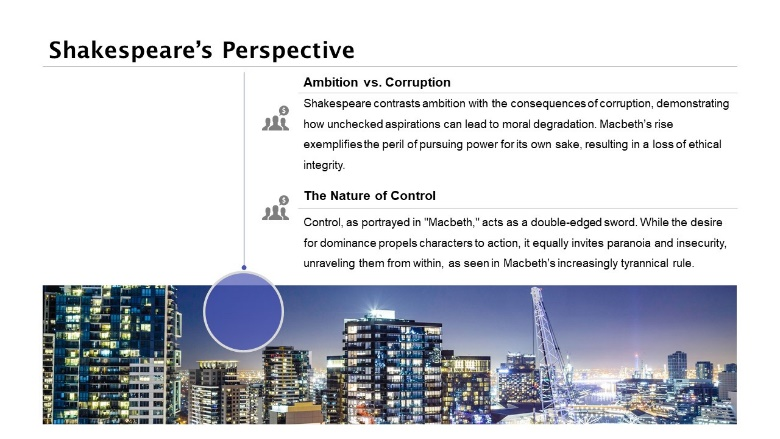 Shakespeare’s Perspective
Ambition vs. Corruption
Shakespeare contrasts ambition with the consequences of corruption, demonstrating
how unchecked aspirations can lead to moral degradation. Macbeth's rise
exemplifies the peril of pursuing power for its own sake, resulting in a loss of ethical
integrity.
The Nature of Control
Control, as portrayed in "Macbeth," acts as a double-edged sword. While the desire
for dominance propels characters to action, it equally invites paranoia and insecurity,
unraveling them from within, as seen in Macbeth's increasingly tyrannical rule.